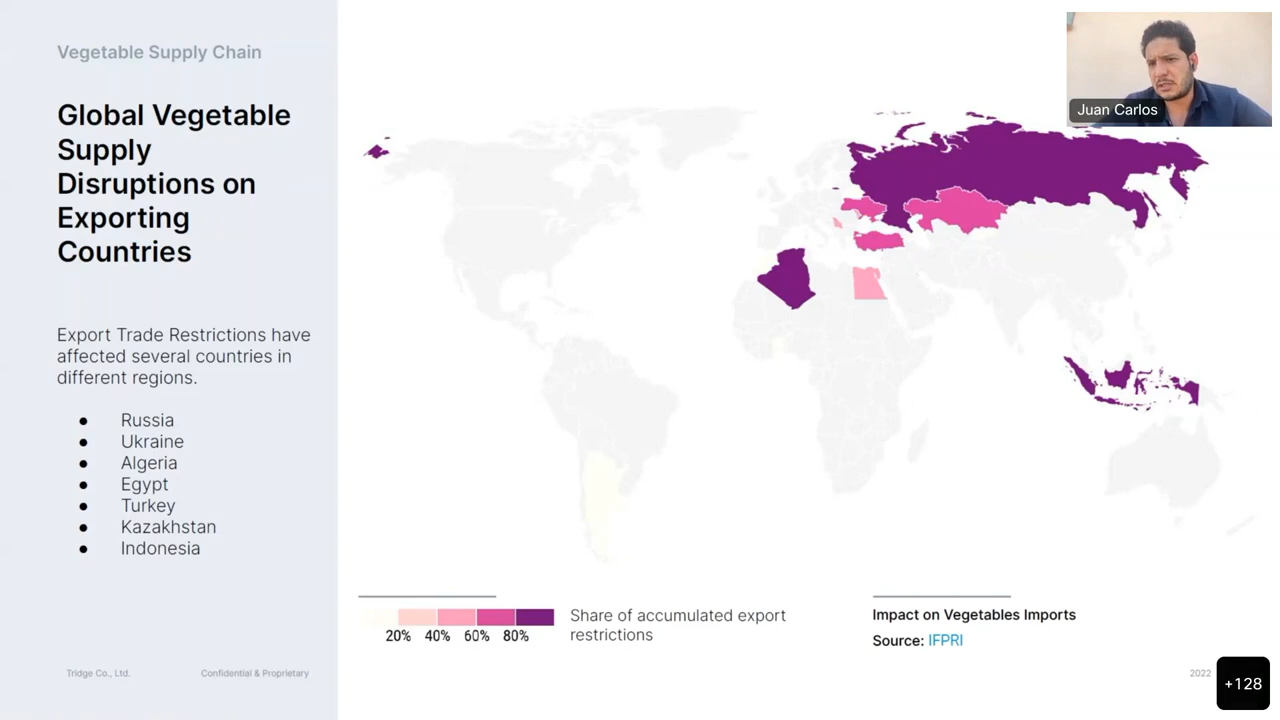 Vegetable Supply Chain
Global Vegetable
Supply
Disruptions on
Exporting
Countries
Export Trade Restrictions have
affected several countries in
different regions.
● Russia
● Ukraine
● Algeria
● Egypt
● Turkey
● Kazakhstan
● Indonesia
Tridge Co., Ltd. Confidential & Proprietary
Juan Carlos
20% 40% 60% 80%
Share of accumulated export
restrictions
Impact on Vegetables Imports
Source: IFPRI
2022
+128